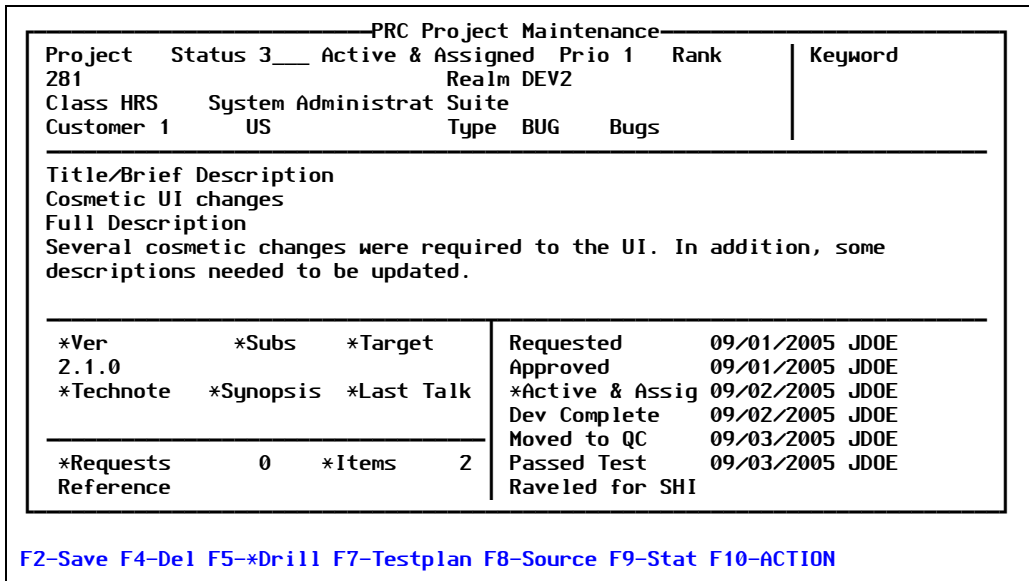 PRC Project Maintenance
Project Status 3___ Active & Assigned Prio 1 Rank Keyword
281 Realm DEV2
Class HRS System Administrat Suite
Customer 1 US Type BUG Bugs
Title/Brief Description
Cosmetic UI changes
Full Description
Several cosmetic changes were required to the UI. In addition, some
descriptions needed to be updated.
*Ver *Subs *Target Requested 09/01/2005 JDOE
2.1.0 Approved 09/01/2005 JDOE
*Technote *Synopsis *Last Talk *Active & Assig 09/02/2005 JDOE
Dev Complete 09/02/2005 JDOE
Moved to QC 09/03/2005 JDOE
*Requests 0 *Items 2 Passed Test 09/03/2005 JDOE
Reference Raveled for SHI
F2-Save F4-Del F5-*Drill F7-Testplan F8-Source F9-Stat F10-ACTION